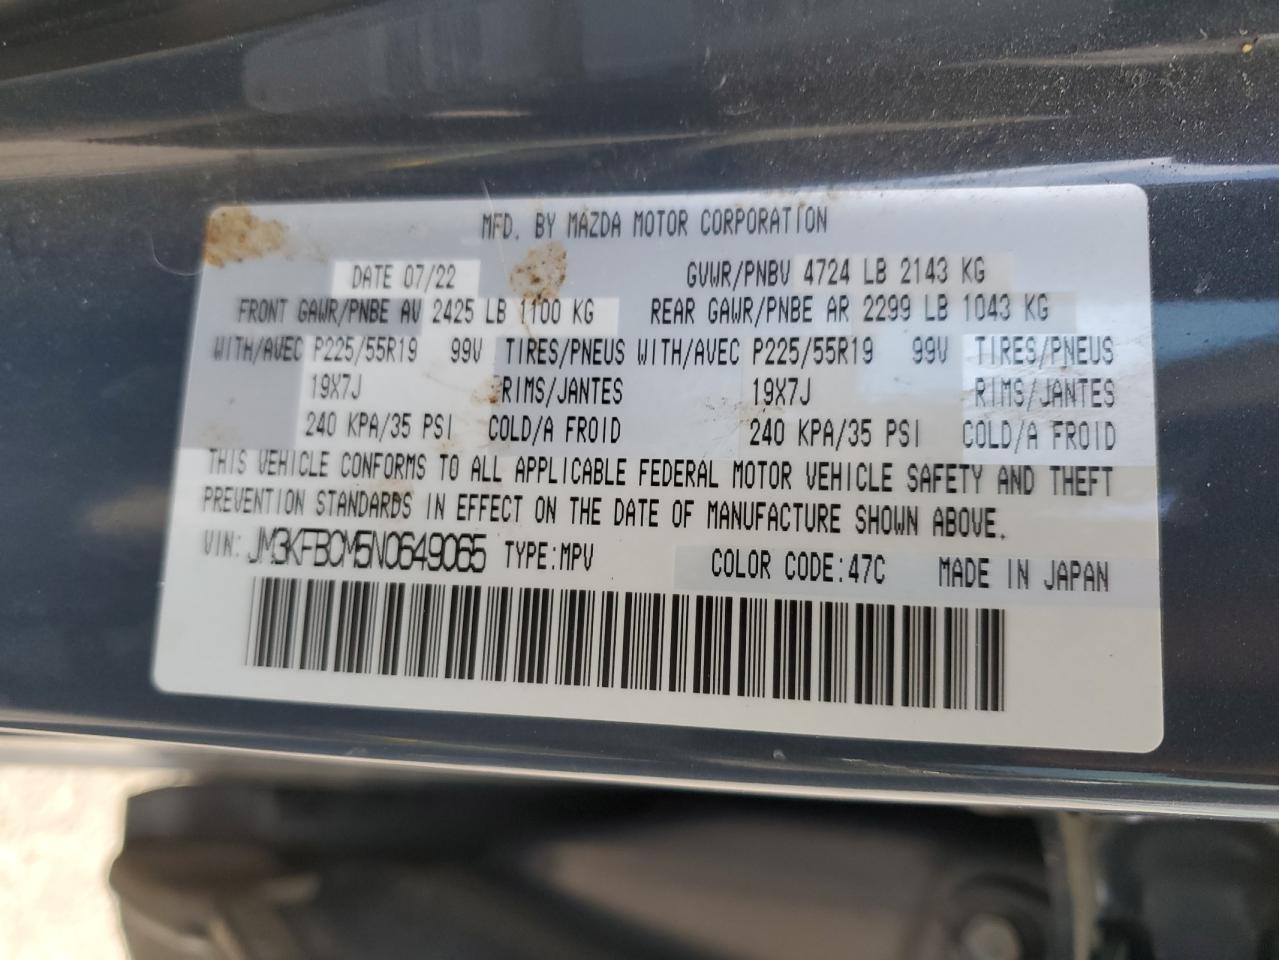 MFD. BY MAZDA MOTOR CORPORATION
DATE 07/22 GVWR/PNBV 4724 LB 2143 KG
FRONT GAWR/PNBE AV 2425 LB 1100 KG REAR GAWR/PNBE AR 2299 LB 1043 KG
WITH/AVEC P225/55R19 99V TIRES/PNEUS WITH/AVEC P225/55R19 99V TIRES/PNEUS
19X7J RIMS/JANTES 19X7J RIMS/JANTES
240 KPA/35 PSI COLD/A FROID 240 KPA/35 PSI COLD/A FROID
THIS VEHICLE CONFORMS TO ALL APPLICABLE FEDERAL MOTOR VEHICLE SAFETY AND THEFT
PREVENTION STANDARDS IN EFFECT ON THE DATE OF MANUFACTURE SHOWN ABOVE.
VIN: JM3KFBCM5N0649065 TYPE:MPV COLOR CODE:47C MADE IN JAPAN